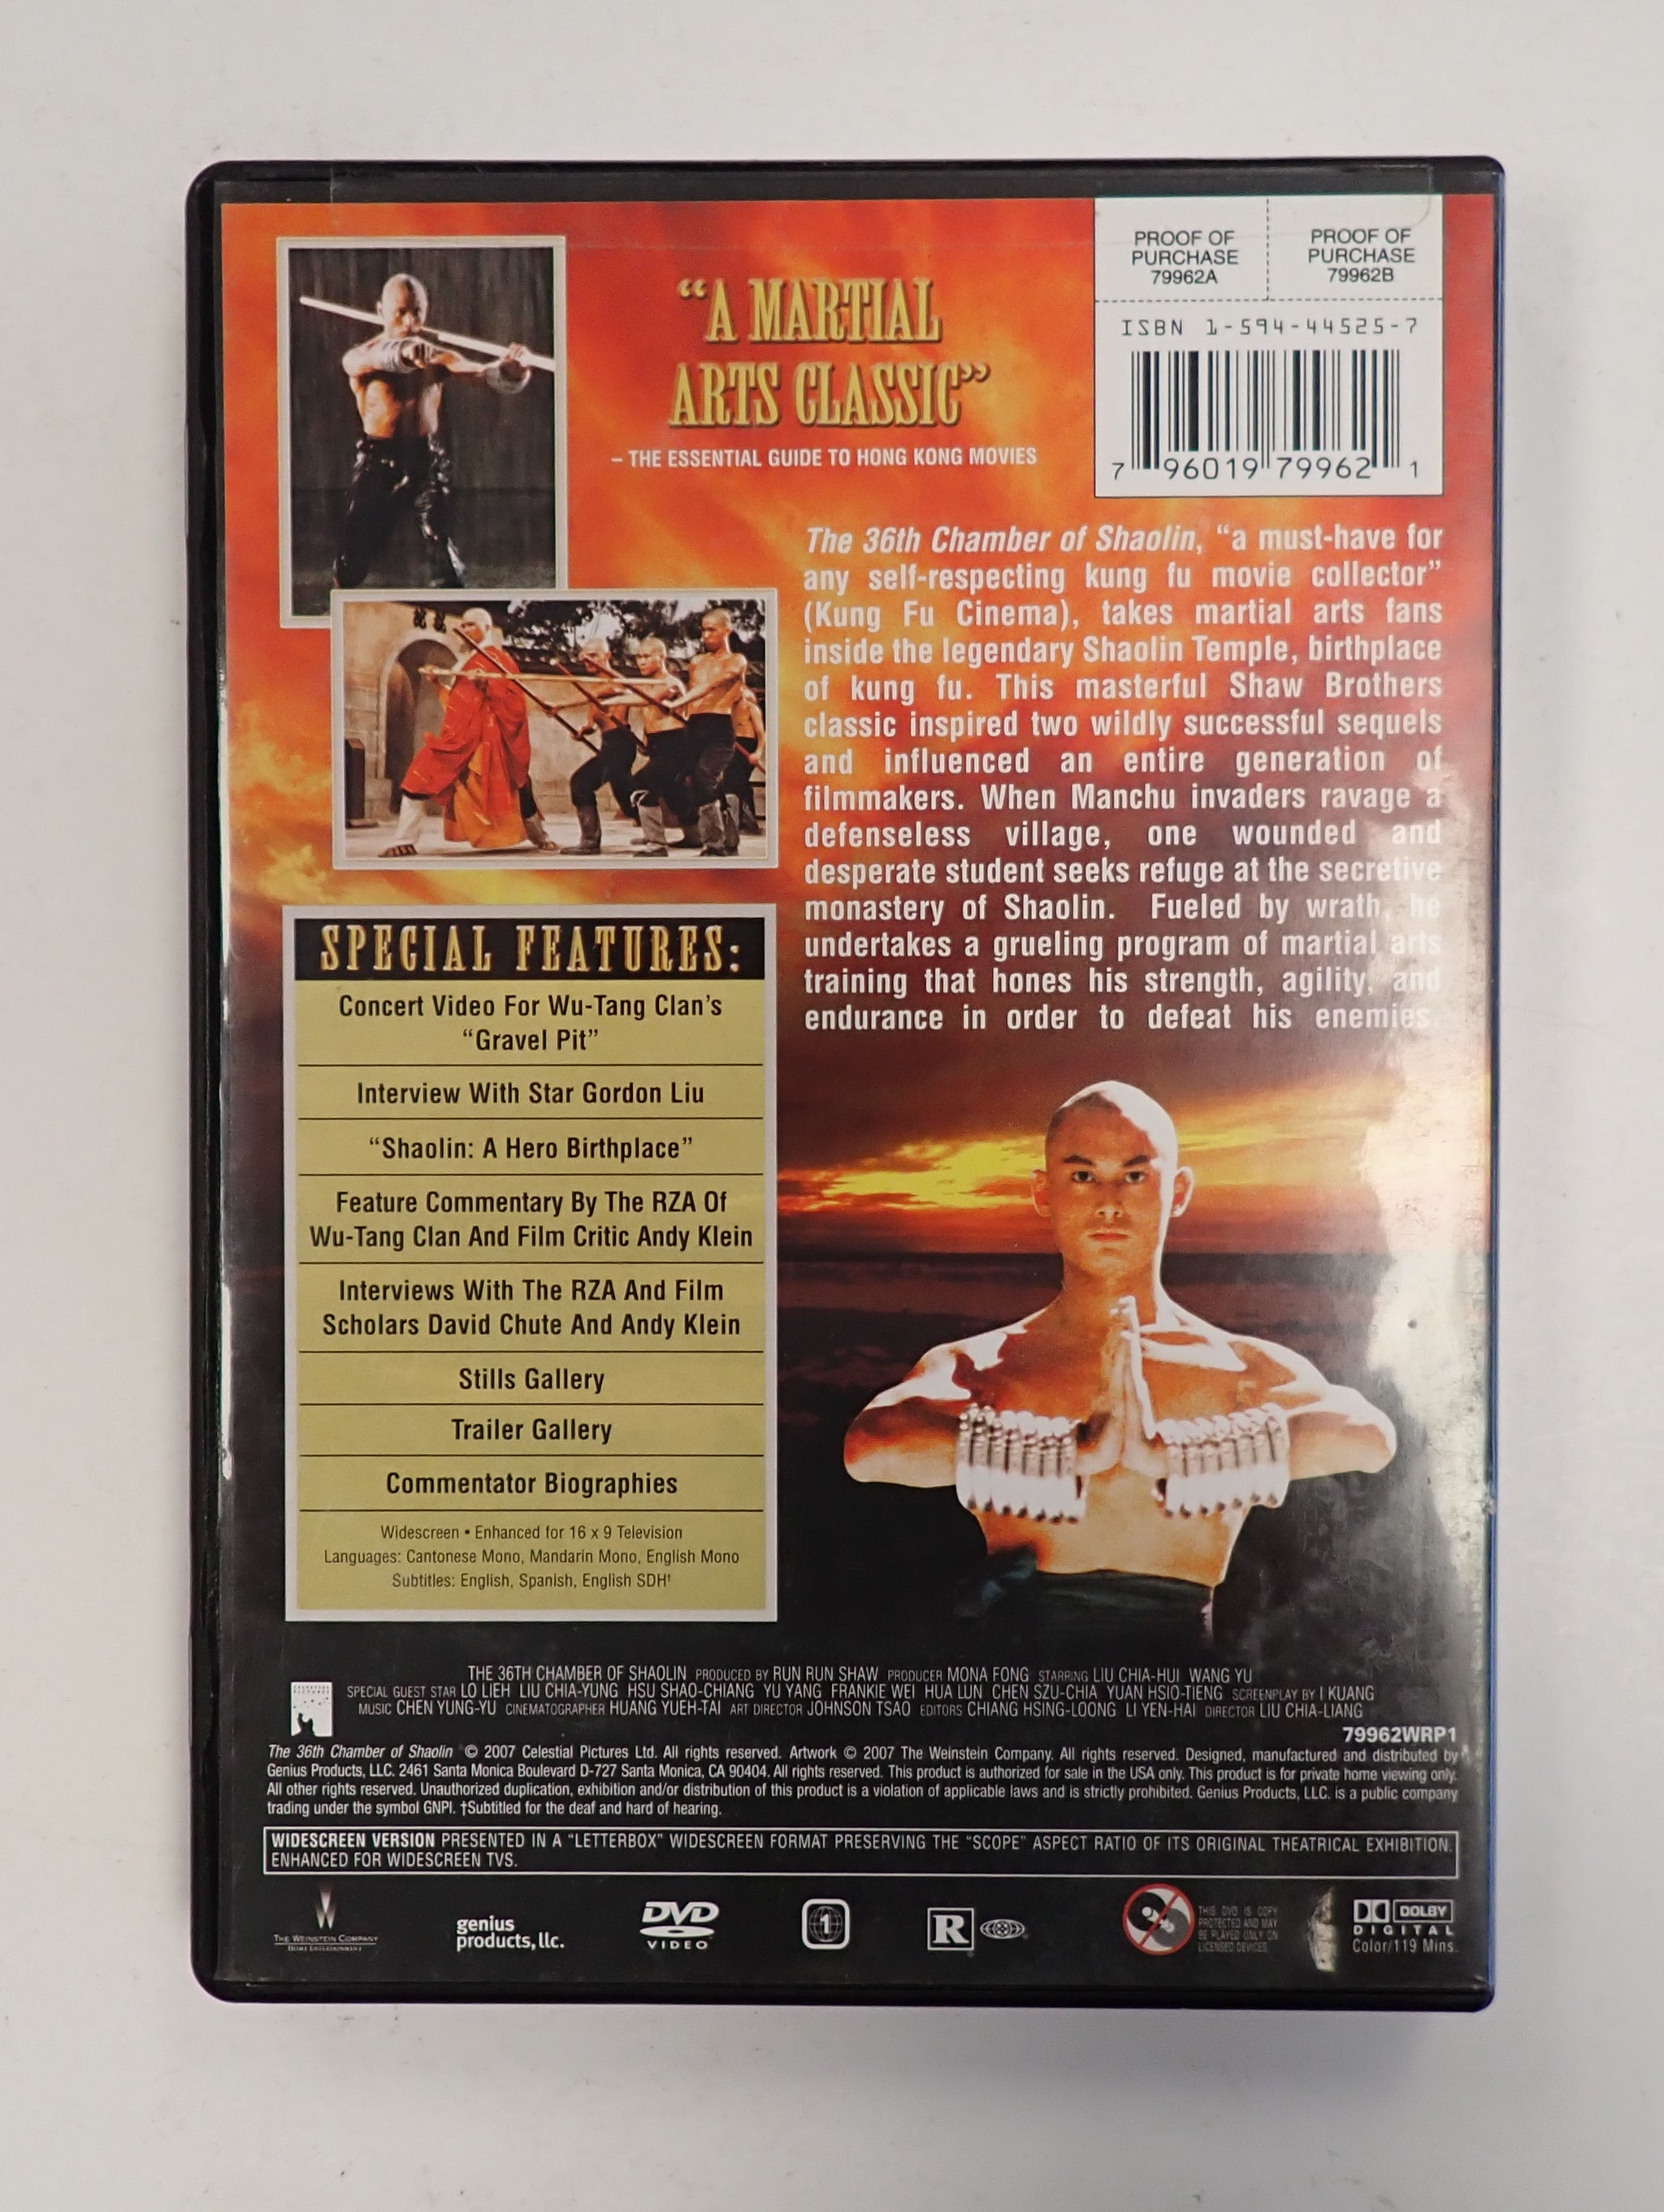 “A MARTIAL
ARTS CLASSIC”
– THE ESSENTIAL GUIDE TO HONG KONG MOVIES
PROOF OF
PURCHASE
79962A
PROOF OF
PURCHASE
79962B
ISBN 1-594-44525-7
7 96019 79962 1
The 36th Chamber of Shaolin, “a must-have for
any self-respecting kung fu movie collector”
(Kung Fu Cinema), takes martial arts fans
inside the legendary Shaolin Temple, birthplace
of kung fu. This masterful Shaw Brothers
classic inspired two wildly successful sequels
and influenced an entire generation of
filmmakers. When Manchu invaders ravage a
defenseless village, one wounded and
desperate student seeks refuge at the secretive
monastery of Shaolin. Fueled by wrath, he
undertakes a grueling program of martial arts
training that hones his strength, agility, and
endurance in order to defeat his enemies.
SPECIAL FEATURES:
Concert Video For Wu-Tang Clan’s
“Gravel Pit”
Interview With Star Gordon Liu
“Shaolin: A Hero Birthplace”
Feature Commentary By The RZA Of
Wu-Tang Clan And Film Critic Andy Klein
Interviews With The RZA And Film
Scholars David Chute And Andy Klein
Stills Gallery
Trailer Gallery
Commentator Biographies
Widescreen • Enhanced for 16 x 9 Television
Languages: Cantonese Mono, Mandarin Mono, English Mono
Subtitles: English, Spanish, English SDH†
THE 36TH CHAMBER OF SHAOLIN PRODUCED BY RUN RUN SHAW PRODUCER MONA FONG STARRING LIU CHIA-HUI WANG YU
SPECIAL GUEST STAR LO LIEH LIU CHIA-YUNG HSU SHAO-CHIANG YU YANG FRANKIE WEI HUA LUN CHEN SZU-CHIA YUAN HSIO-TIENG SCREENPLAY BY I KUANG
MUSIC CHEN YUNG-YU CINEMATOGRAPHER HUANG YUEH-TAI ART DIRECTOR JOHNSON TSAO EDITORS CHIANG HSING-LOONG LI YEN-HAI DIRECTOR LIU CHIA-LIANG
79962WRP1
The 36th Chamber of Shaolin © 2007 Celestial Pictures Ltd. All rights reserved. Artwork © 2007 The Weinstein Company. All rights reserved. Designed, manufactured and distributed by
Genius Products, LLC. 2461 Santa Monica Boulevard D-727 Santa Monica, CA 90404. All rights reserved. This product is authorized for sale in the USA only. This product is for private home viewing only.
All other rights reserved. Unauthorized duplication, exhibition and/or distribution of this product is a violation of applicable laws and is strictly prohibited. Genius Products, LLC. is a public company
trading under the symbol GNPI. †Subtitled for the deaf and hard of hearing.
WIDESCREEN VERSION PRESENTED IN A “LETTERBOX” WIDESCREEN FORMAT PRESERVING THE “SCOPE” ASPECT RATIO OF ITS ORIGINAL THEATRICAL EXHIBITION.
ENHANCED FOR WIDESCREEN TVS.
THE WEINSTEIN COMPANY
HOME ENTERTAINMENT
genius
products, llc.
DVD
VIDEO
1
R
THIS DVD IS COPY
PROTECTED AND MAY
BE PLAYED ONLY ON
LICENSED DEVICES.
DOLBY
DIGITAL
Color/119 Mins.